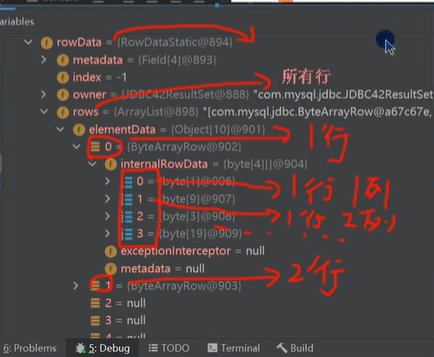 ariables
rowData = {RowDataStatic@894}
metadata = {Field[4]@893}
index = -1
所有行
owner = {JDBC42ResultSet@888} "com.mysql.jdbc.JDBC42ResultSet
rows = {ArrayList@898} "[com.mysql.jdbc.ByteArrayRow@a67c67e,
elementData = {Object[10]@901}
1行
0 = {ByteArrayRow@902}
internalRowData = {byte[4][]@904}
0 = {byte[1]@906} 1行 1列
1 = {byte[9]@907}
2 = {byte[3]@908} 1行 2列
3 = {byte[19]@909}
exceptionInterceptor = null
metadata = null
2行
1 = {ByteArrayRow@903}
2 = null
3 = null
4 = null
6: Problems 5: Debug TODO Terminal Build